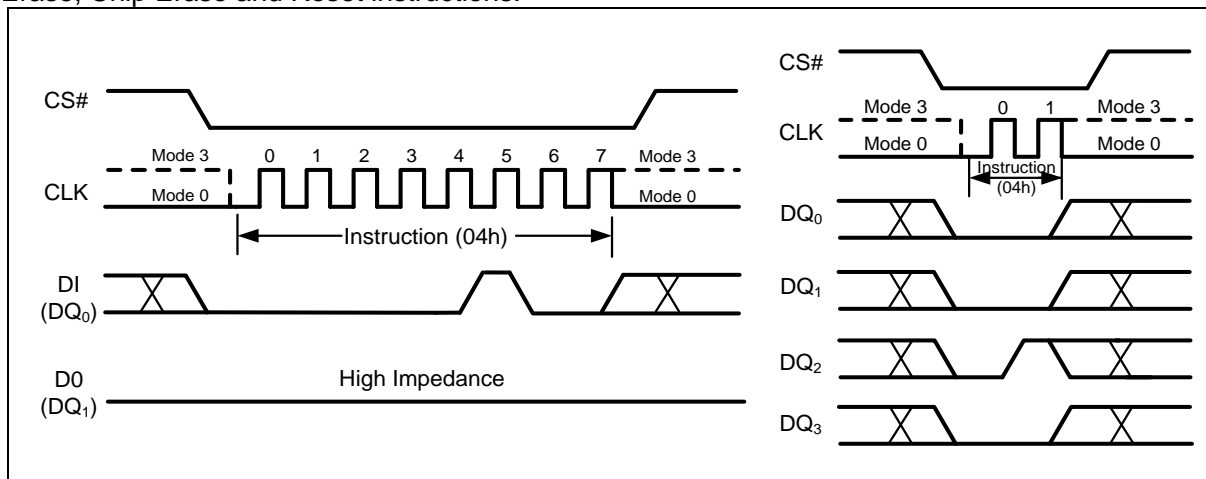 Erase, Chip Erase and Reset instructions.
CS#
Mode 3
0 1 2 3 4 5 6 7
Mode 3
CLK
Mode 0
Mode 0
Instruction (04h)
DI
(DQ0)
D0
(DQ1)
High Impedance
CS#
Mode 3
0 1
Mode 3
CLK
Mode 0
Mode 0
Instruction
(04h)
DQ0
DQ1
DQ2
DQ3